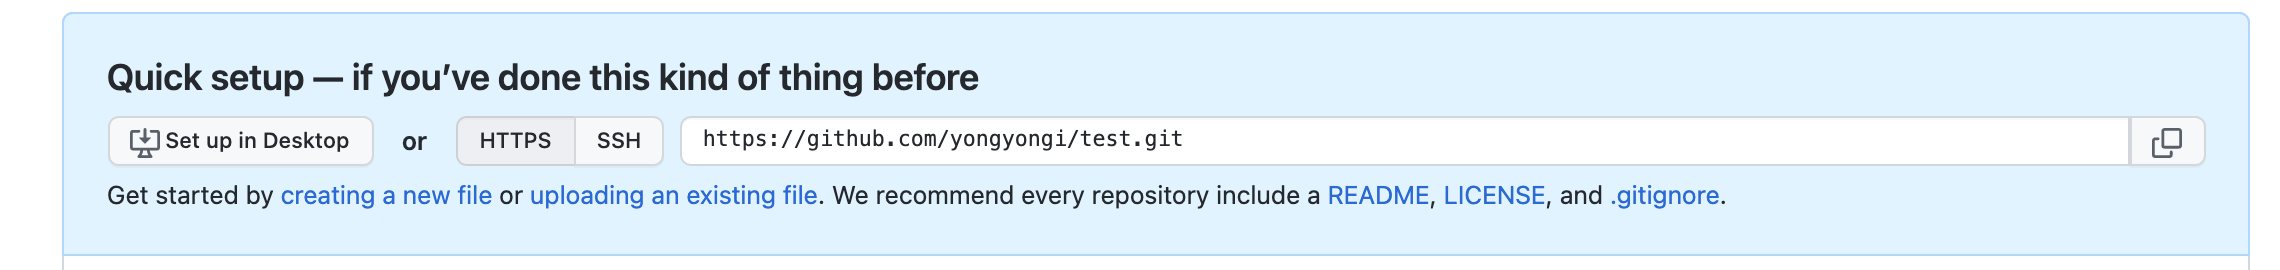 Quick setup — if you’ve done this kind of thing before
Set up in Desktop or HTTPS SSH https://github.com/yongyongi/test.git
Get started by creating a new file or uploading an existing file. We recommend every repository include a README, LICENSE, and .gitignore.